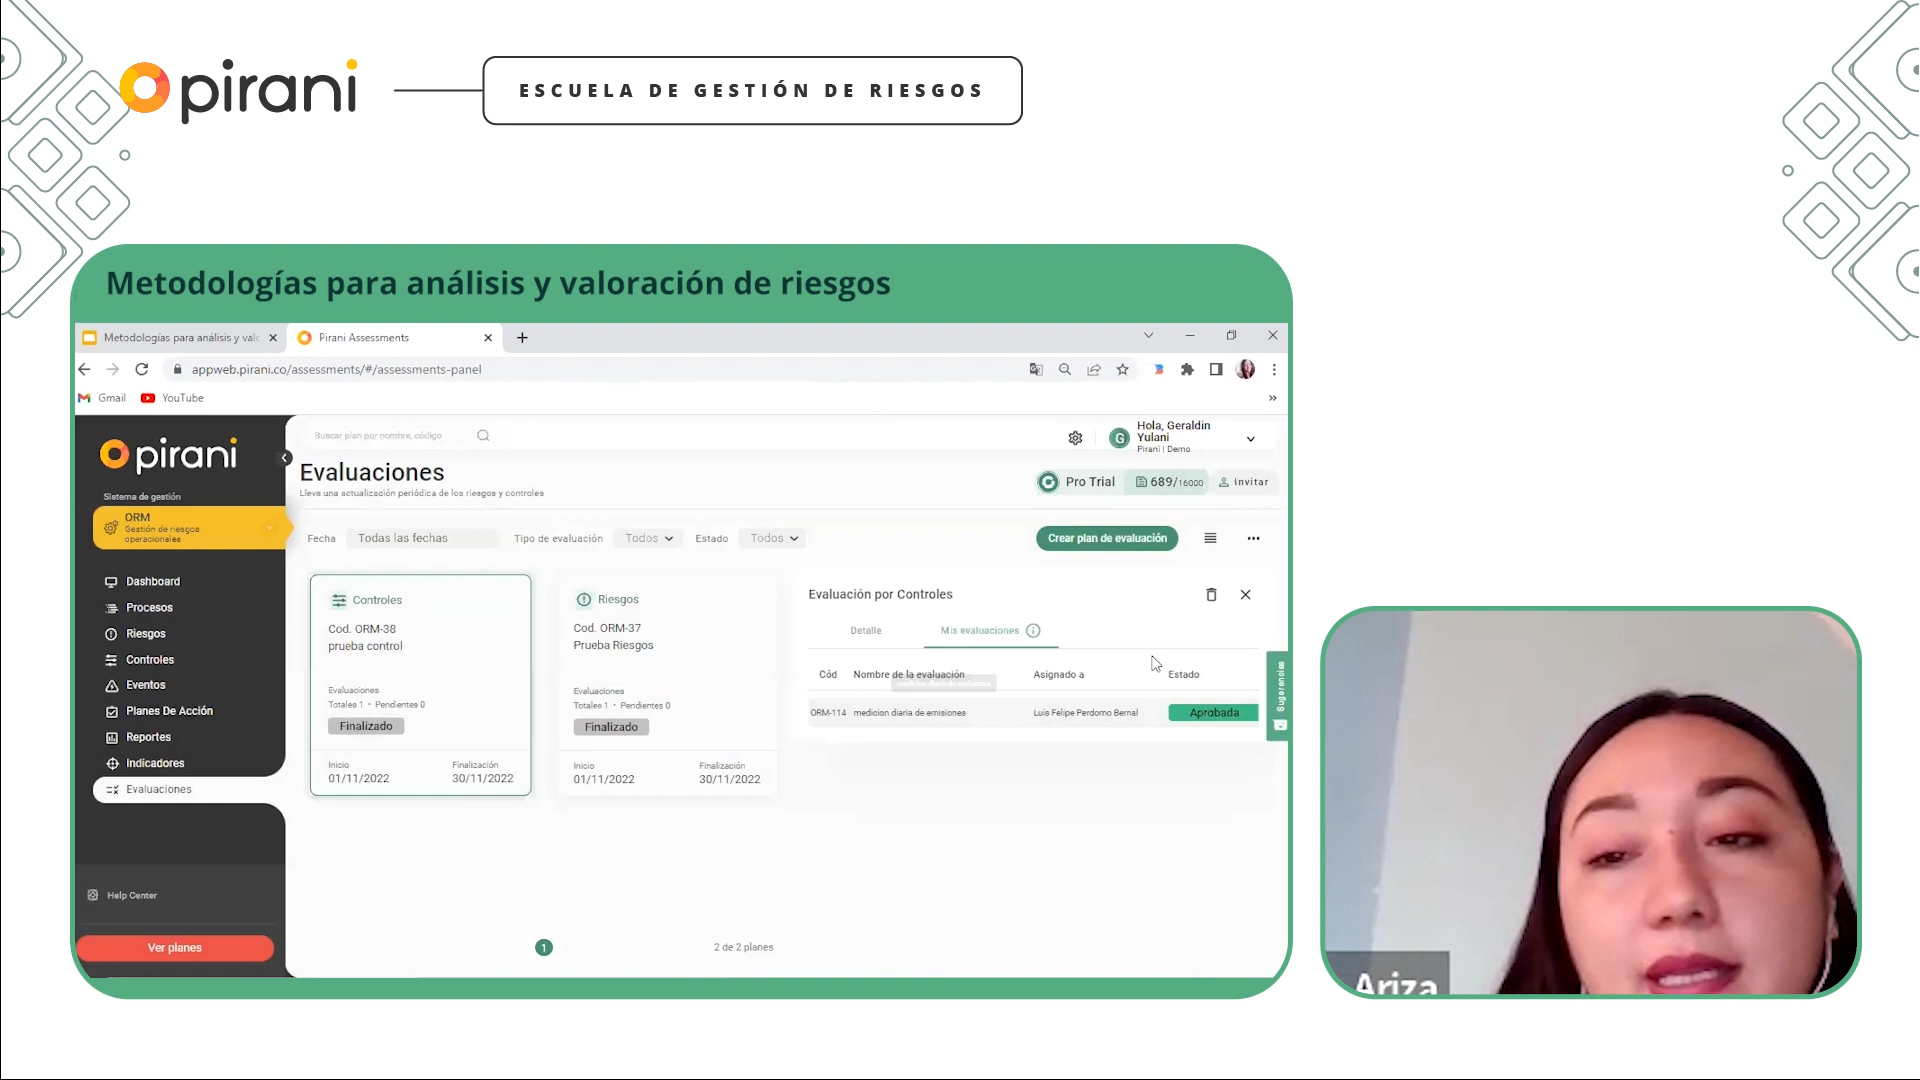 pirani
ESCUELA DE GESTIÓN DE RIESGOS
Metodologías para análisis y valoración de riesgos
Metodologías para análisis y valo
Pirani Assessments
appweb.pirani.co/assessments/#/assessments-panel
Gmail
YouTube
pirani
Sistema de gestión
ORM
Gestión de riesgos
operacionales
Dashboard
Procesos
Riesgos
Controles
Eventos
Planes De Acción
Reportes
Indicadores
Evaluaciones
Help Center
Ver planes
Buscar plan por nombre, código
G
Hola, Geraldin
Yulani
Pirani | Demo
Evaluaciones
Lleva una actualización periódica de los riesgos y controles
Pro Trial
689/16000
Invitar
Fecha Todas las fechas Tipo de evaluación Todos Estado Todos
Crear plan de evaluación
Controles
Cod. ORM-38
prueba control
Evaluaciones
Totales 1 • Pendientes 0
Finalizado
Inicio Finalización
01/11/2022 30/11/2022
Riesgos
Cod. ORM-37
Prueba Riesgos
Evaluaciones
Totales 1 • Pendientes 0
Finalizado
Inicio Finalización
01/11/2022 30/11/2022
Evaluación por Controles
Detalle Mis evaluaciones
Cód Nombre de la evaluación Asignado a Estado
ORM-114 medicion diaria de emisiones Luis Felipe Perdomo Bernal Aprobada
Sugerencias
1
2 de 2 planes
Ariza